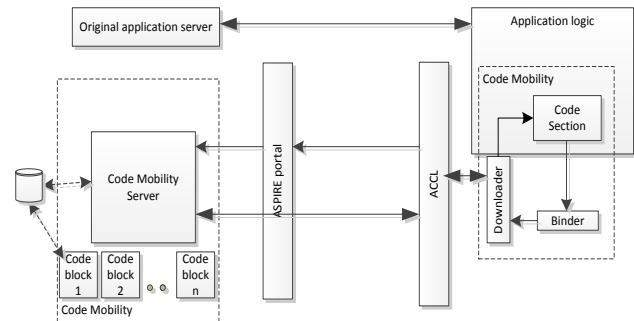 Original application server
Application logic
Code Mobility
Code
Section
Downloader
Binder
ACCL
ASPIRE portal
Code Mobility
Server
Code
block
1
Code
block
2
Code
block
n
Code Mobility